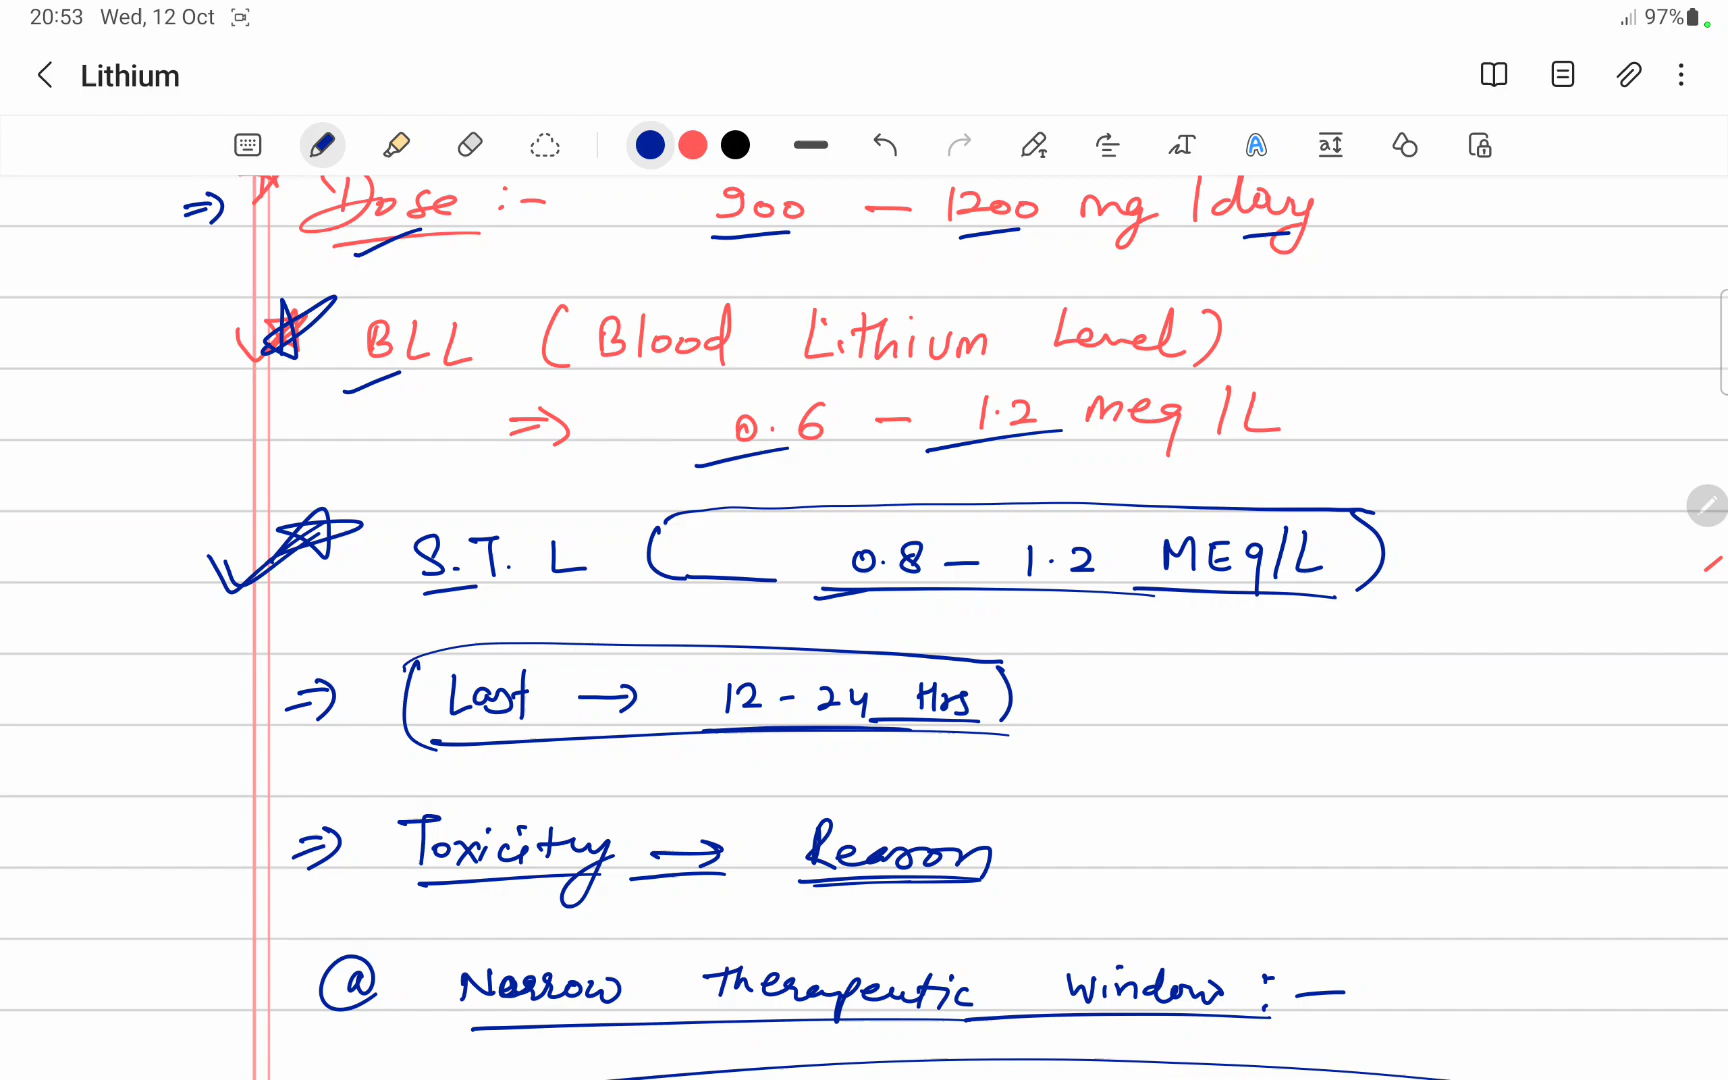 20:53 Wed, 12 Oct 97%
Lithium
⇒ Dose :- 900 - 1200 mg /day
BLL ( Blood Lithium Level )
⇒ 0.6 - 1.2 meq /L
S.T. L ( 0.8 - 1.2 MEq/L )
⇒ ( Last → 12 - 24 Hrs )
⇒ Toxicity → Reason
@ Narrow therapeutic window : -